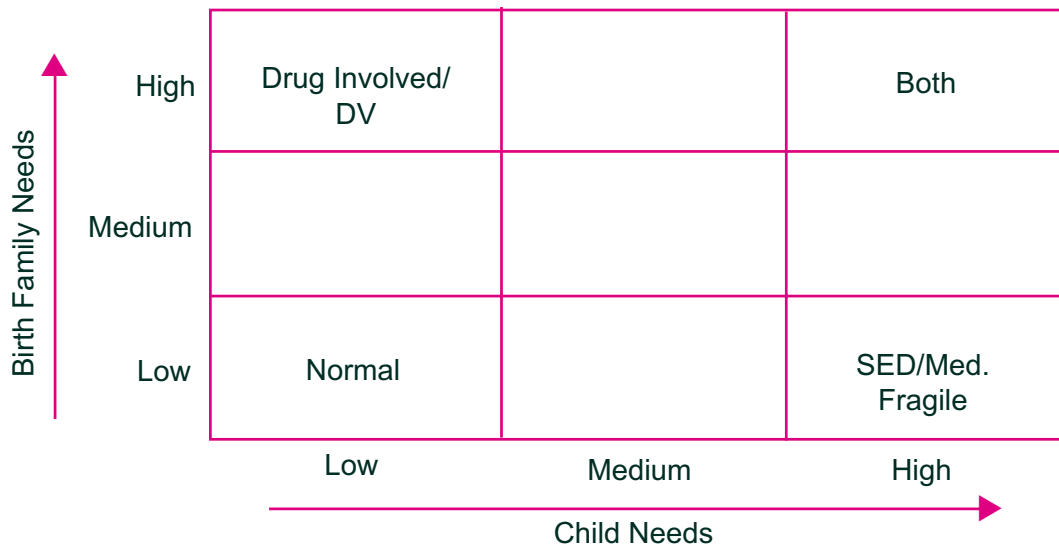 High
Drug Involved/
DV
Both
Medium
Birth Family Needs
Low
Normal
SED/Med.
Fragile
Low
Medium
High
Child Needs